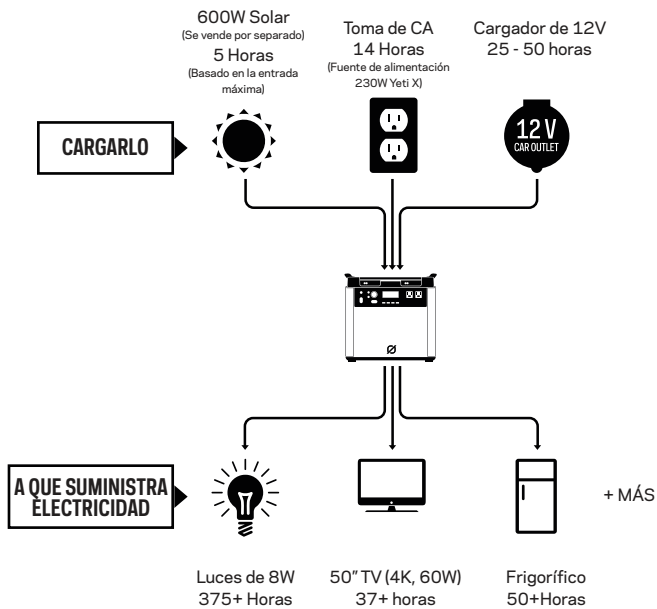 600W Solar
(Se vende por separado)
5 Horas
(Basado en la entrada
máxima)
Toma de CA
14 Horas
(Fuente de alimentación
230W Yeti X)
Cargador de 12V
25 - 50 horas
CARGARLO
12 V
CAR OUTLET
A QUE SUMINISTRA
ELECTRICIDAD
+ MÁS
Luces de 8W
375+ Horas
50” TV (4K, 60W)
37+ horas
Frigorífico
50+Horas